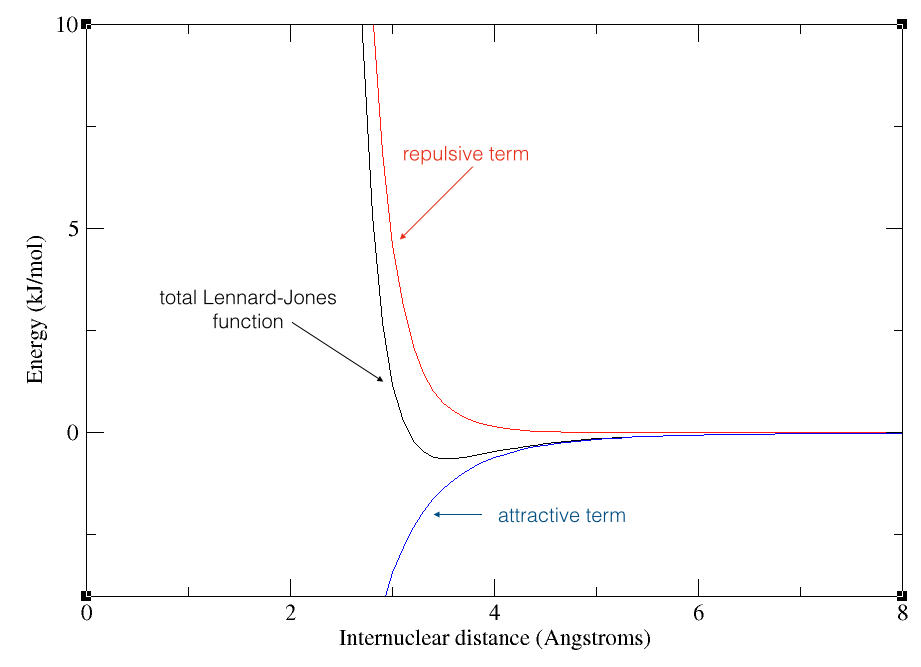 10
repulsive term
5
total Lennard-Jones
function
Energy (kJ/mol)
0
attractive term
0 2 4 6 8
Internuclear distance (Angstroms)